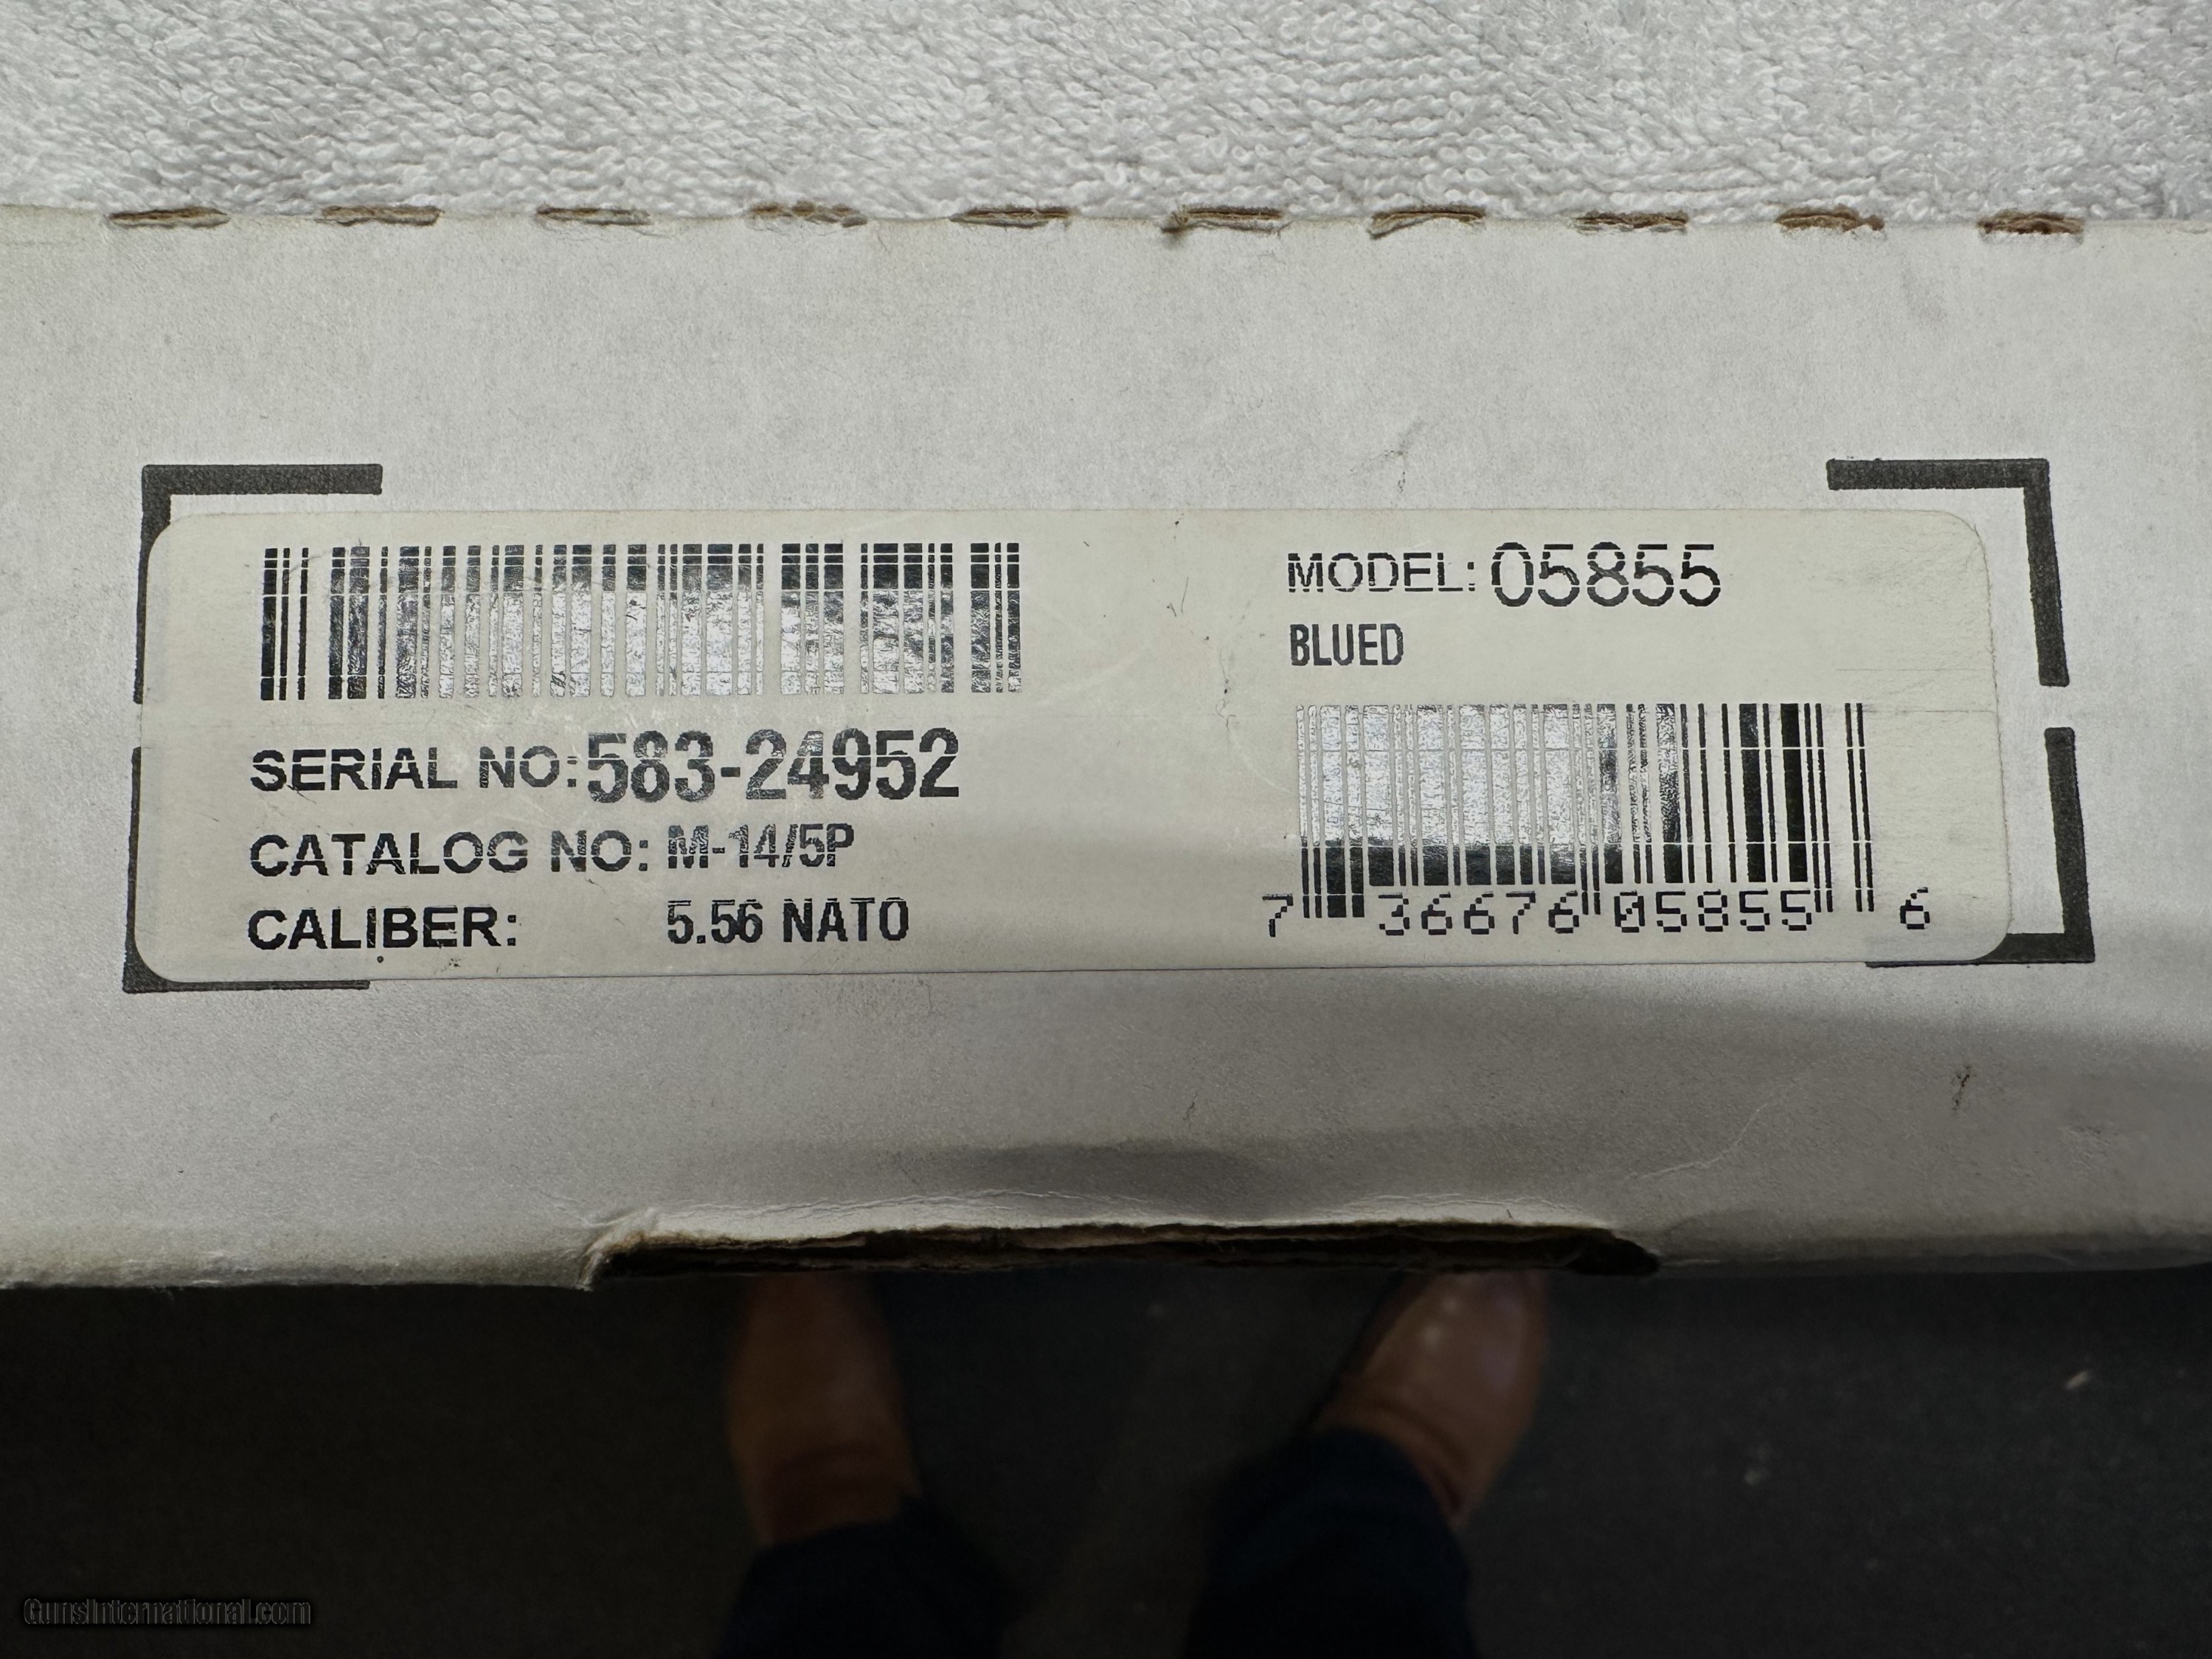 SERIAL NO: 583-24952
CATALOG NO: M-14/5P
CALIBER: 5.56 NATO
MODEL: 05855
BLUED
7 36676 05855 6
GunsInternational.com